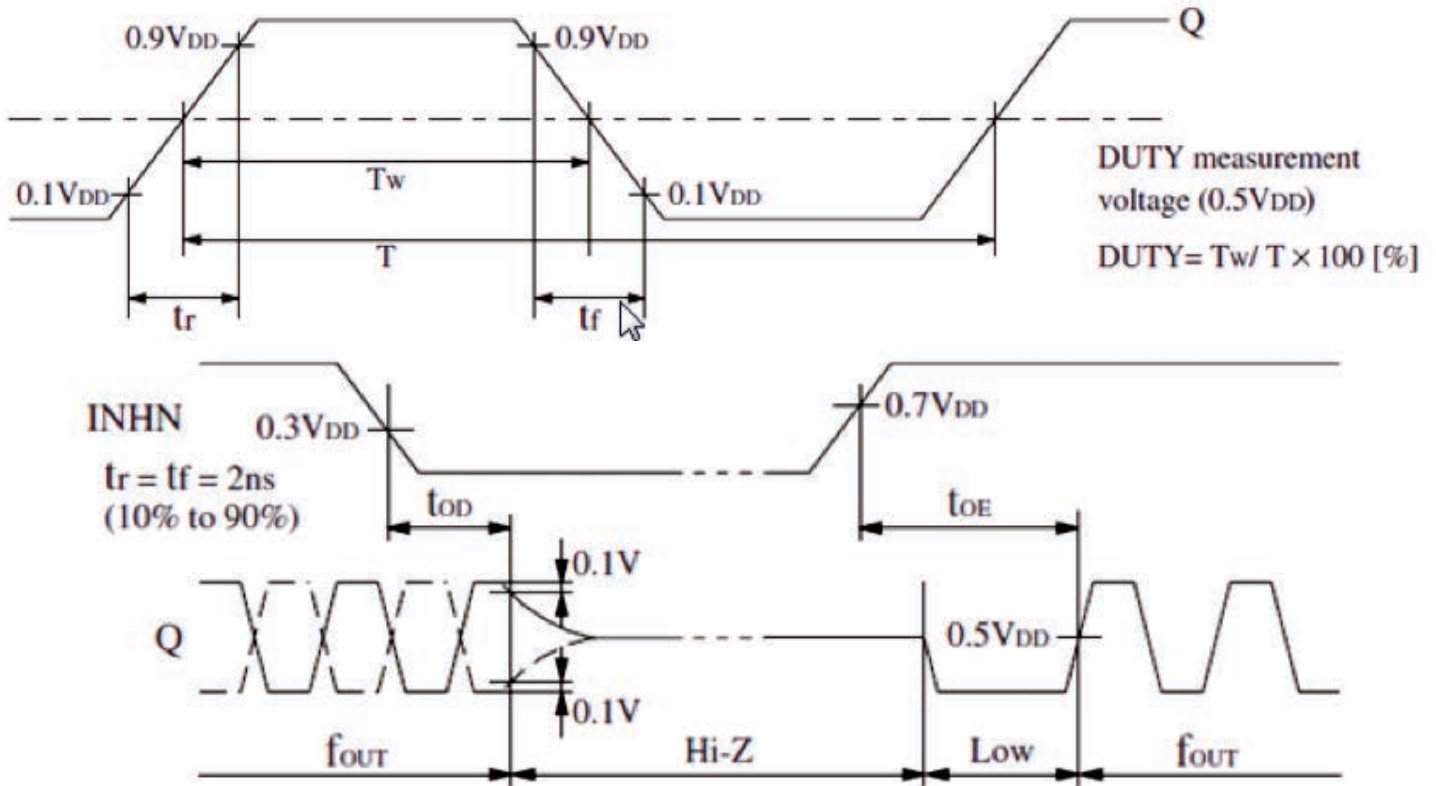 Q
0.9VDD
0.9VDD
0.1VDD
Tw
0.1VDD
DUTY measurement
voltage (0.5VDD)
T
DUTY= Tw/ T × 100 [%]
tr
tf
INHN
0.3VDD
0.7VDD
tr = tf = 2ns
(10% to 90%)
tOD
tOE
0.1V
Q
0.5VDD
0.1V
fOUT
Hi-Z
Low
fOUT